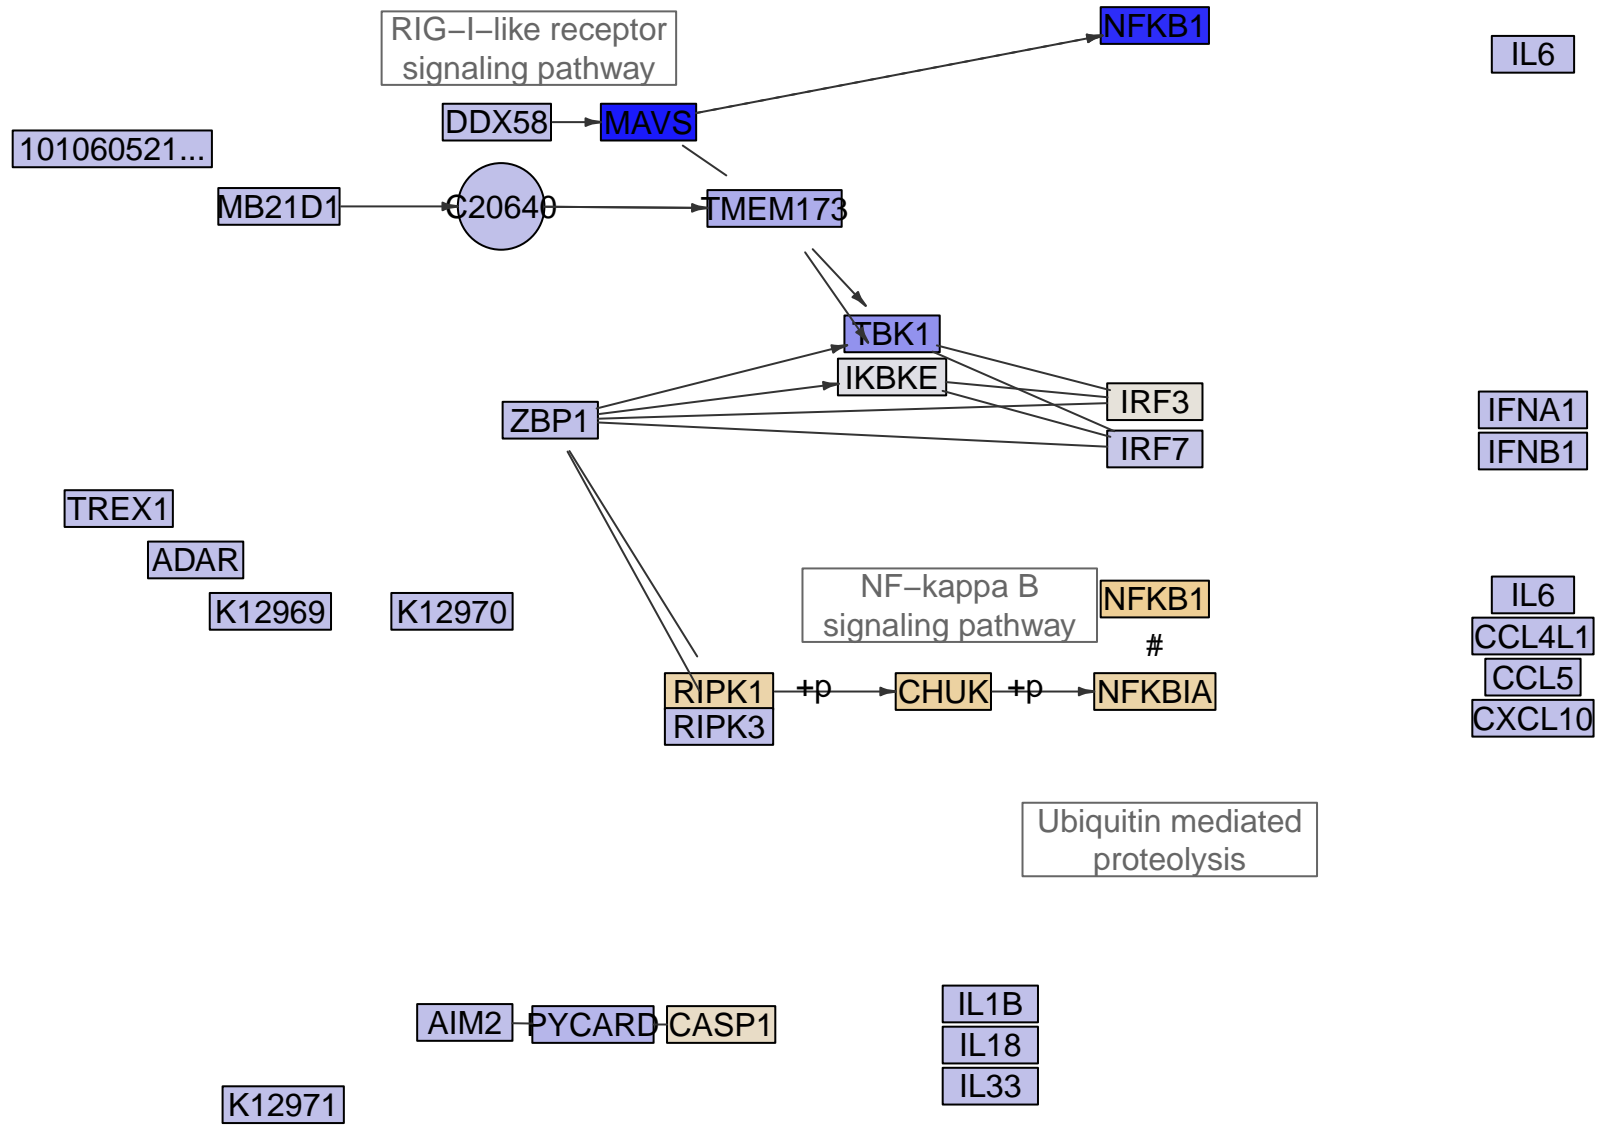 RIG−I−like receptor
signaling pathway
NFKB1
IL6
DDX58
MAVS
101060521...
MB21D1
C20640
TMEM173
TBK1
IKBKE
ZBP1
IRF3
IRF7
IFNA1
IFNB1
TREX1
ADAR
K12969
K12970
NF−kappa B
signaling pathway
NFKB1
#
IL6
CCL4L1
CCL5
CXCL10
RIPK1
+p
CHUK
+p
NFKBIA
RIPK3
Ubiquitin mediated
proteolysis
AIM2
PYCARD
CASP1
IL1B
IL18
IL33
K12971